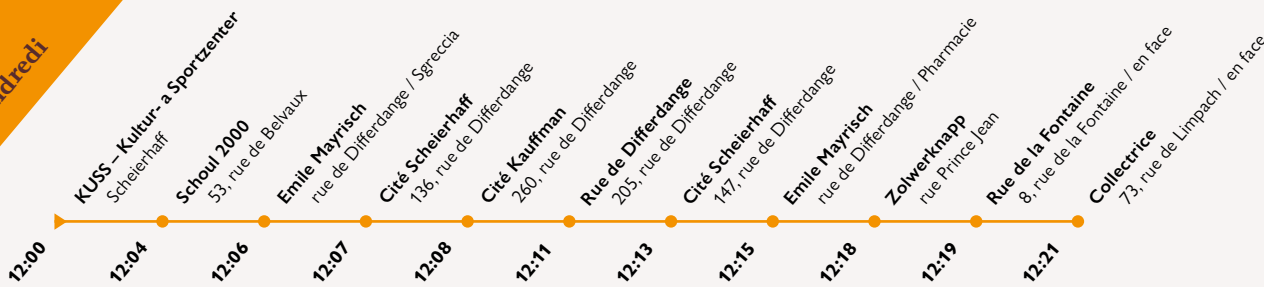 KUSS – Kultur- a Sportzenter
Scheierhaff
Schoul 2000
53, rue de Belvaux
Emile Mayrisch
rue de Differdange / Sgreccia
Cité Scheierhaff
136, rue de Differdange
Cité Kauffman
260, rue de Differdange
Rue de Differdange
205, rue de Differdange
Cité Scheierhaff
147, rue de Differdange
Emile Mayrisch
rue de Differdange / Pharmacie
Zolwerknapp
rue Prince Jean
Rue de la Fontaine
8, rue de la Fontaine / en face
Collectrice
73, rue de Limpach / en face
12:00
12:04
12:06
12:07
12:08
12:11
12:13
12:15
12:18
12:19
12:21